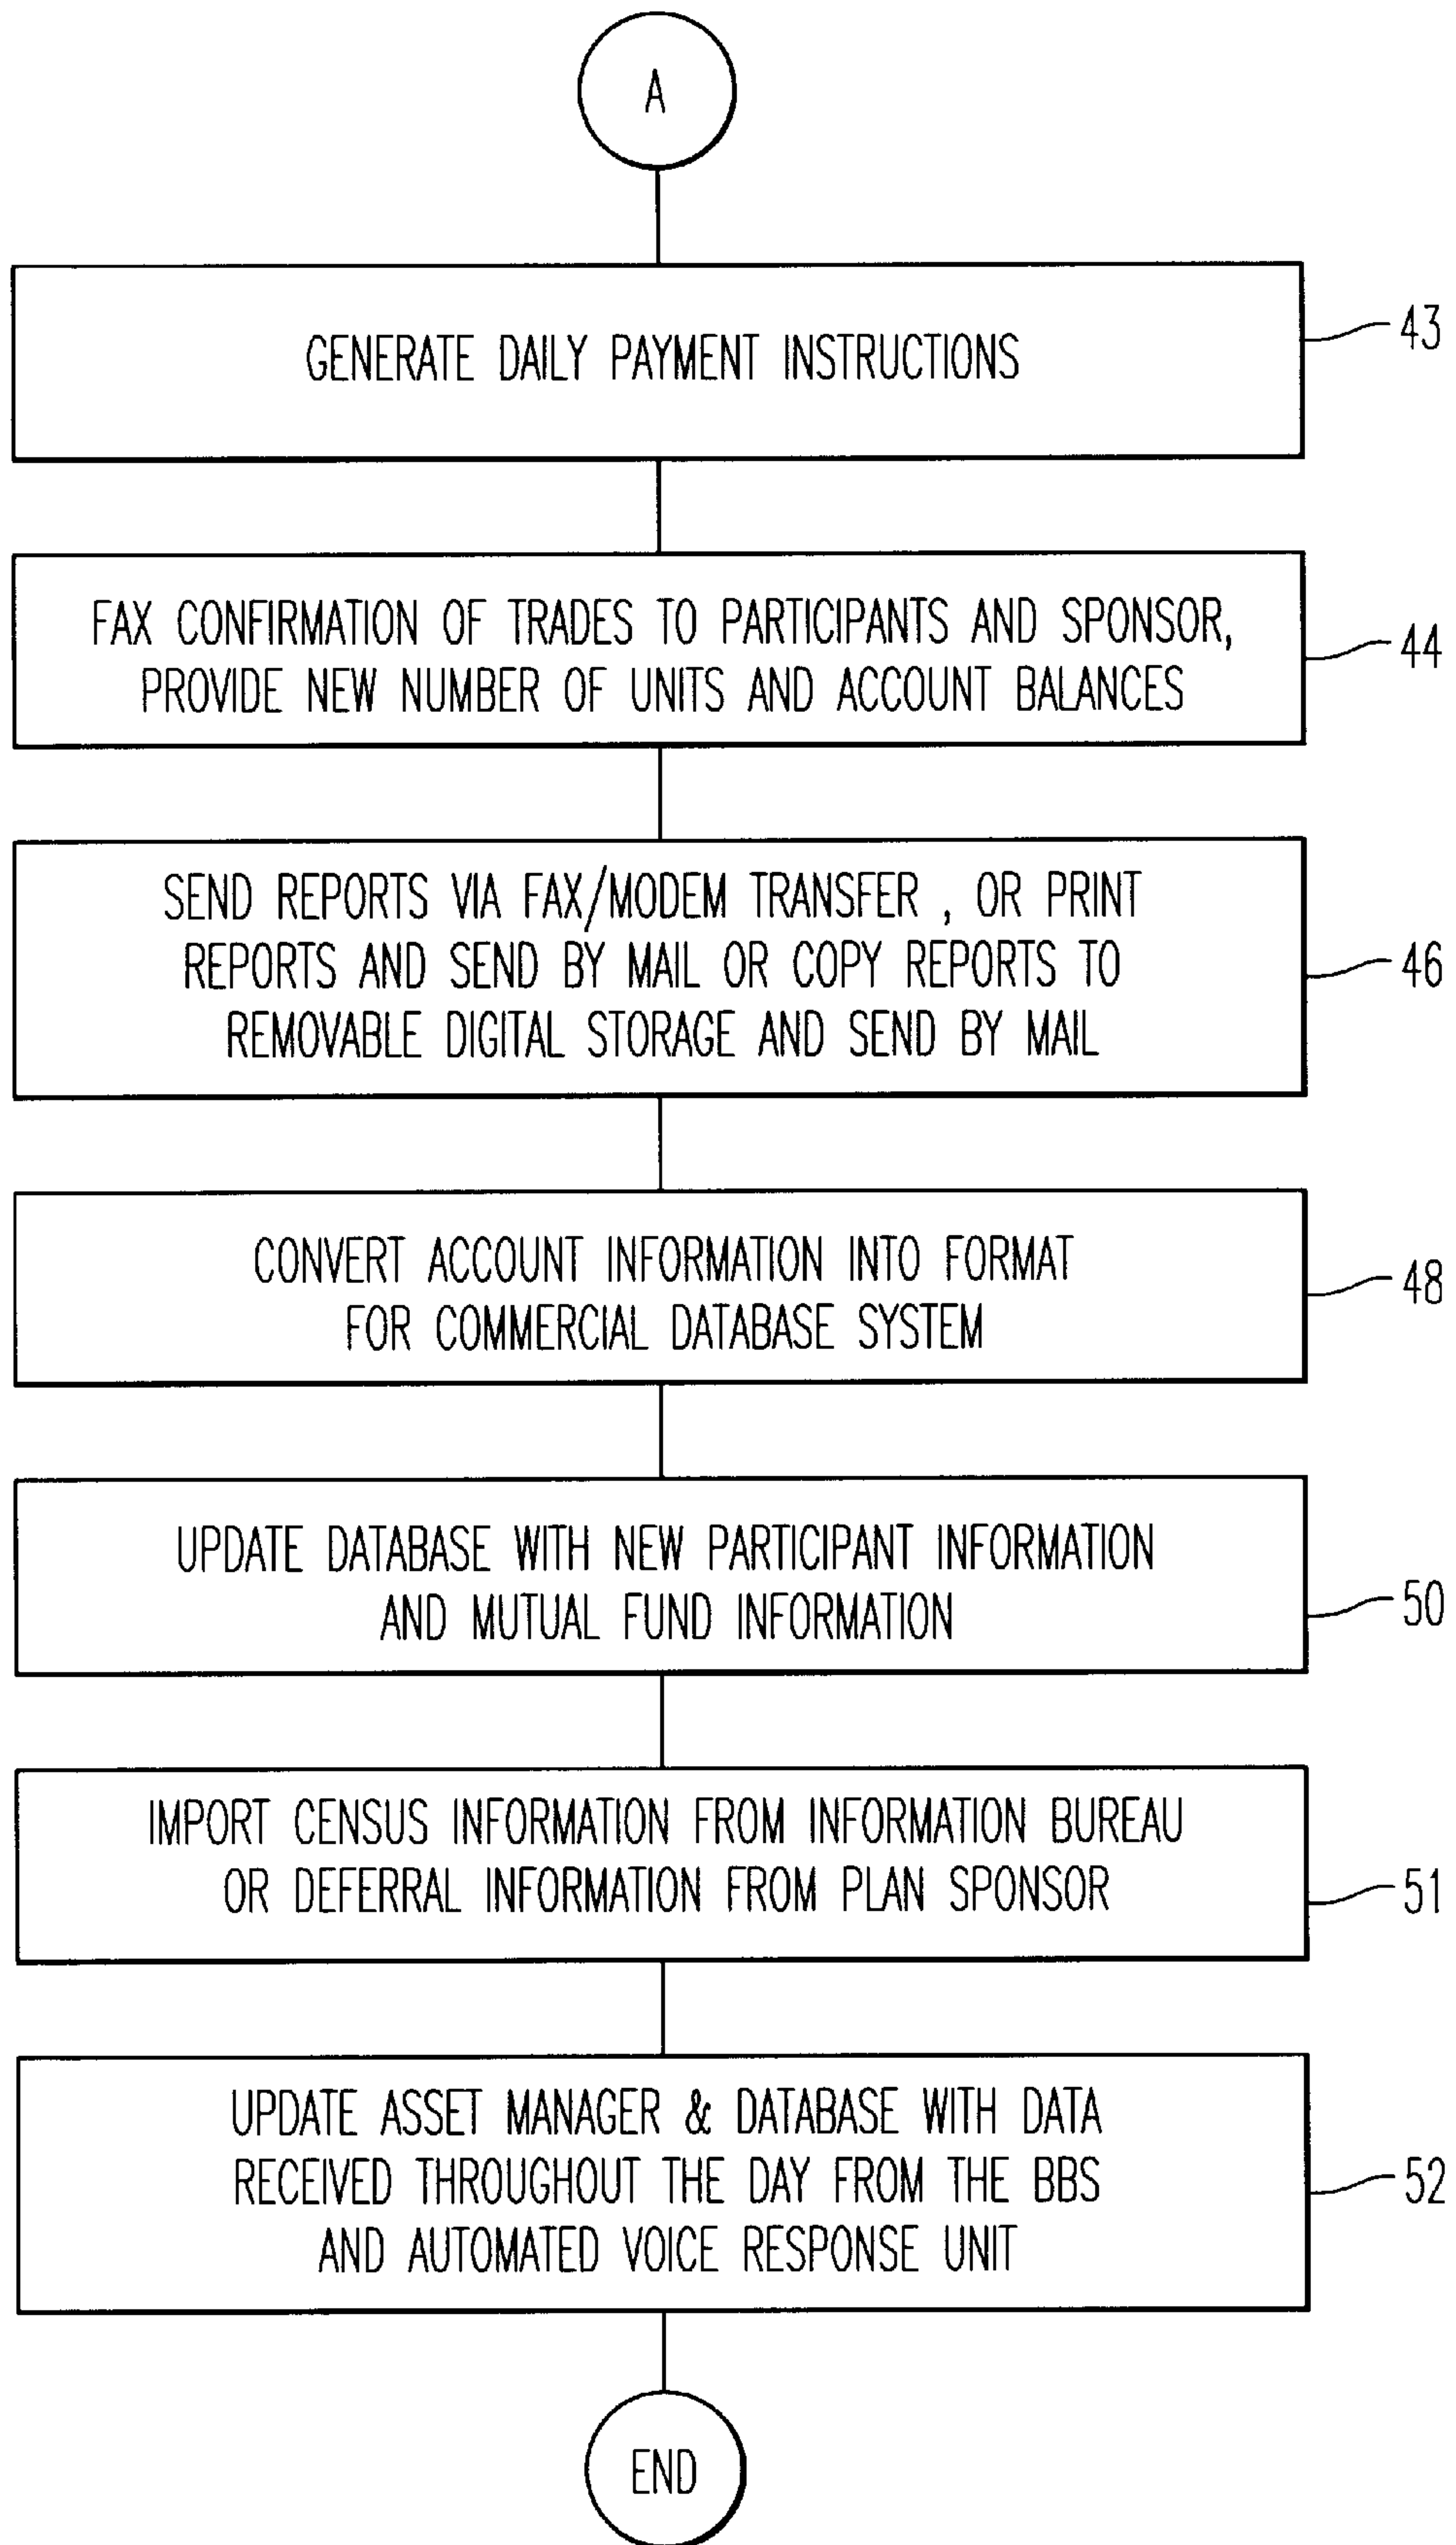 A
GENERATE DAILY PAYMENT INSTRUCTIONS
43
FAX CONFIRMATION OF TRADES TO PARTICIPANTS AND SPONSOR,
PROVIDE NEW NUMBER OF UNITS AND ACCOUNT BALANCES
44
SEND REPORTS VIA FAX/MODEM TRANSFER , OR PRINT
REPORTS AND SEND BY MAIL OR COPY REPORTS TO
REMOVABLE DIGITAL STORAGE AND SEND BY MAIL
46
CONVERT ACCOUNT INFORMATION INTO FORMAT
FOR COMMERCIAL DATABASE SYSTEM
48
UPDATE DATABASE WITH NEW PARTICIPANT INFORMATION
AND MUTUAL FUND INFORMATION
50
IMPORT CENSUS INFORMATION FROM INFORMATION BUREAU
OR DEFERRAL INFORMATION FROM PLAN SPONSOR
51
UPDATE ASSET MANAGER & DATABASE WITH DATA
RECEIVED THROUGHOUT THE DAY FROM THE BBS
AND AUTOMATED VOICE RESPONSE UNIT
52
END